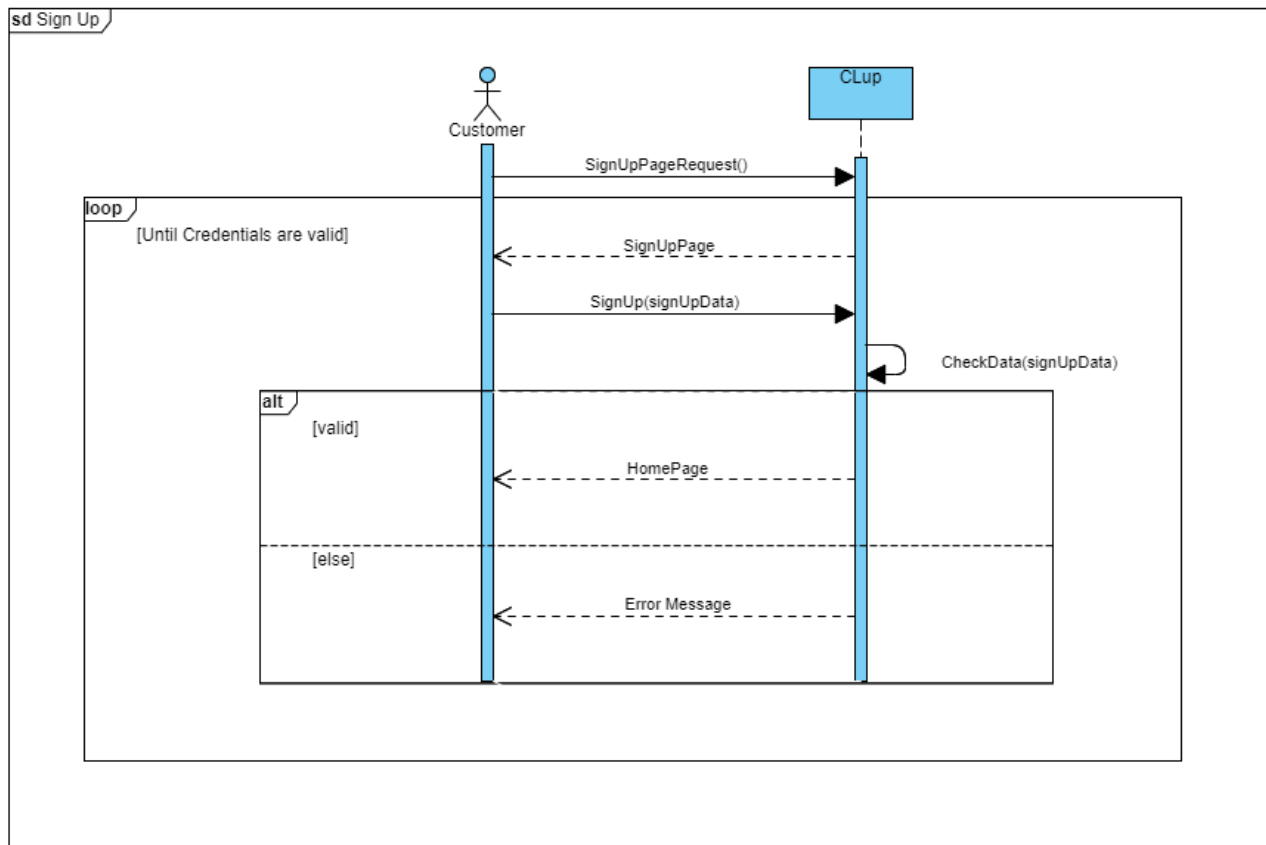 sd Sign Up
CLup
Customer
SignUpPageRequest()
loop
[Until Credentials are valid]
SignUpPage
SignUp(signUpData)
CheckData(signUpData)
alt
[valid]
HomePage
[else]
Error Message